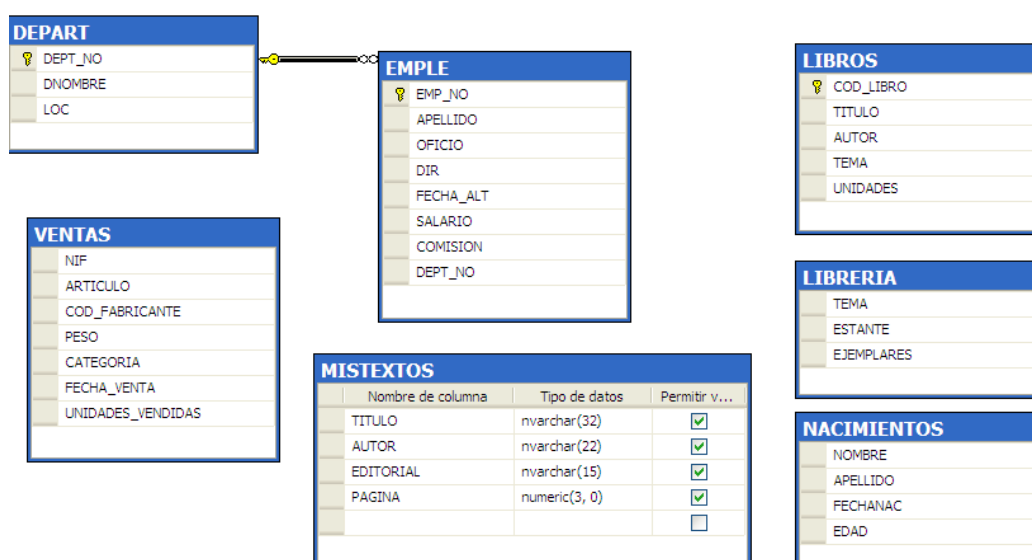 DEPART
DEPT_NO
DNOMBRE
LOC
EMPLE
EMP_NO
APELLIDO
OFICIO
DIR
FECHA_ALT
SALARIO
COMISION
DEPT_NO
LIBROS
COD_LIBRO
TITULO
AUTOR
TEMA
UNIDADES
VENTAS
NIF
ARTICULO
COD_FABRICANTE
PESO
CATEGORIA
FECHA_VENTA
UNIDADES_VENDIDAS
LIBRERIA
TEMA
ESTANTE
EJEMPLARES
MISTEXTOS
Nombre de columna Tipo de datos Permitir v...
TITULO nvarchar(32)
AUTOR nvarchar(22)
EDITORIAL nvarchar(15)
PAGINA numeric(3, 0)
NACIMIENTOS
NOMBRE
APELLIDO
FECHANAC
EDAD